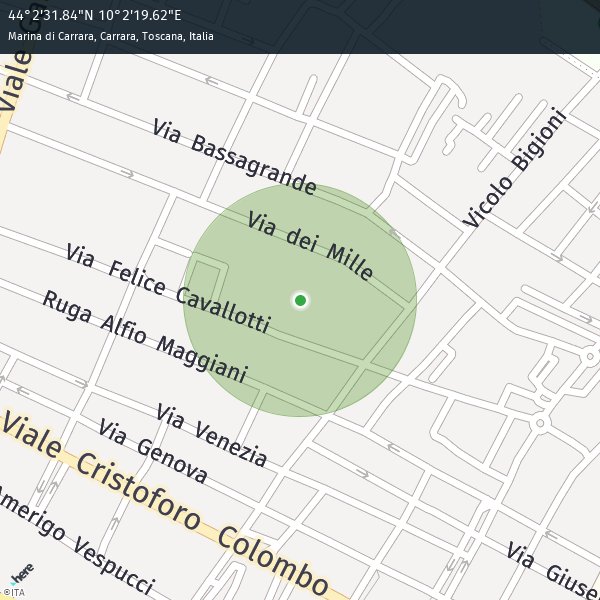 44°2'31.84"N 10°2'19.62"E
Marina di Carrara, Carrara, Toscana, Italia
Viale Ga
Via Bassagrande
Vicolo Bigioni
Via dei Mille
Via Felice Cavallotti
Ruga Alfio Maggiani
Via Venezia
Via Genova
Viale Cristoforo Colombo
Amerigo Vespucci
Via Giuse
here
©ITA